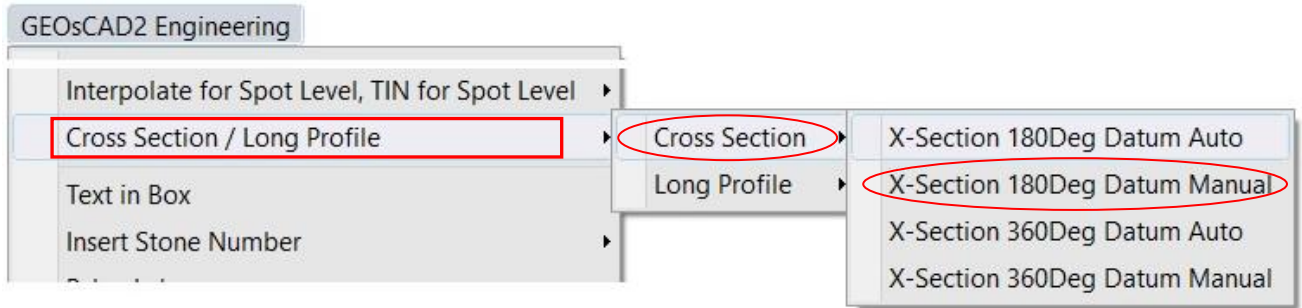 GEOsCAD2 Engineering
Interpolate for Spot Level, TIN for Spot Level
Cross Section / Long Profile
Text in Box
Insert Stone Number
Cross Section
Long Profile
X-Section 180Deg Datum Auto
X-Section 180Deg Datum Manual
X-Section 360Deg Datum Auto
X-Section 360Deg Datum Manual